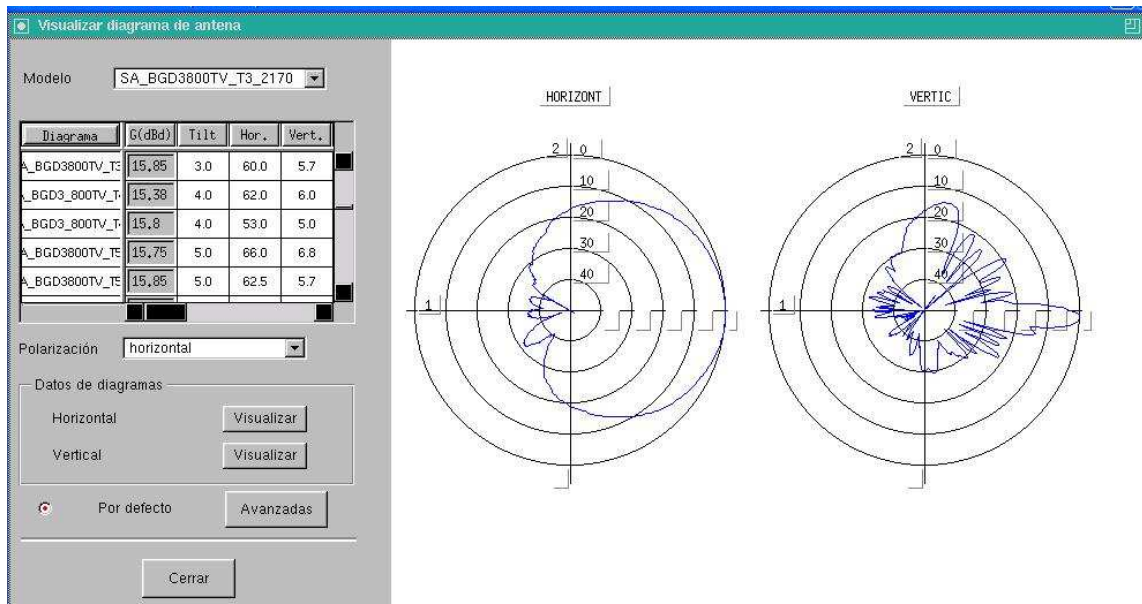 Visualizar diagrama de antena
Modelo SA_BGD3800TV_T3_2170
Diagrama G(dBd) Tilt Hor. Vert.
A_BGD3800TV_T3 15.85 3.0 60.0 5.7
_BGD3_800TV_T 15.38 4.0 62.0 6.0
_BGD3_800TV_T 15.8 4.0 53.0 5.0
A_BGD3800TV_T5 15.75 5.0 66.0 6.8
A_BGD3800TV_T5 15.85 5.0 62.5 5.7
Polarización horizontal
Datos de diagramas
Horizontal Visualizar
Vertical Visualizar
Por defecto Avanzadas
Cerrar
HORIZONT
2 0
10
20
30
40
1
VERTIC
2 0
10
20
30
40
1